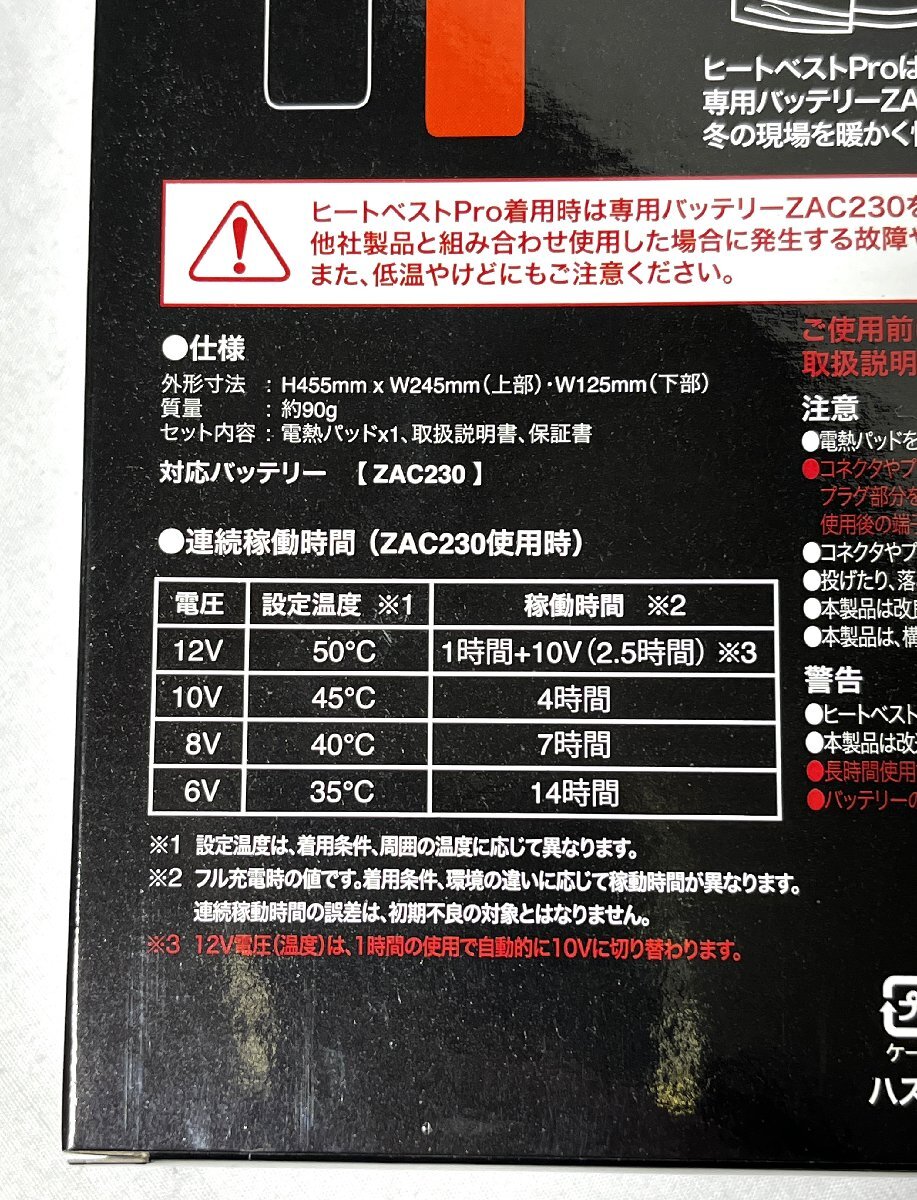 ヒートベストProは
専用バッテリーZA
冬の現場を暖かく
ヒートベストPro着用時は専用バッテリーZAC230を
他社製品と組み合わせ使用した場合に発生する故障や
また、低温やけどにもご注意ください。
●仕様
外形寸法 : H455mm x W245mm（上部）・W125mm（下部）
質量 : 約90g
セット内容 : 電熱パッドx1、取扱説明書、保証書
対応バッテリー 【 ZAC230 】
●連続稼働時間（ZAC230使用時）
電圧 設定温度 ※1 稼働時間 ※2
12V 50°C 1時間+10V（2.5時間）※3
10V 45°C 4時間
8V 40°C 7時間
6V 35°C 14時間
※1 設定温度は、着用条件、周囲の温度に応じて異なります。
※2 フル充電時の値です。着用条件、環境の違いに応じて稼働時間が異なります。
連続稼働時間の誤差は、初期不良の対象とはなりません。
※3 12V電圧（温度）は、1時間の使用で自動的に10Vに切り替わります。
ご使用前
取扱説明
注意
●電熱パッドを
●コネクタやプ
プラグ部分を
使用後の端
●コネクタやプ
●投げたり、落
●本製品は改良
●本製品は、構
警告
●ヒートベスト
●本製品は改造
●長時間使用
●バッテリーの
ケー
ハス